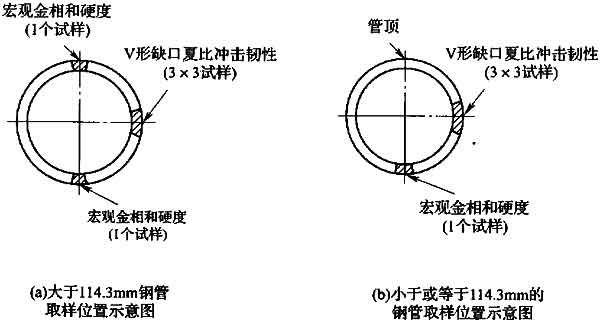 宏观金相和硬度
(1个试样)
V形缺口夏比冲击韧性
(3×3试样)
宏观金相和硬度
(1个试样)
(a)大于114.3mm钢管
取样位置示意图
管顶
V形缺口夏比冲击韧性
(3×3试样)
宏观金相和硬度
(1个试样)
(b)小于或等于114.3mm的
钢管取样位置示意图